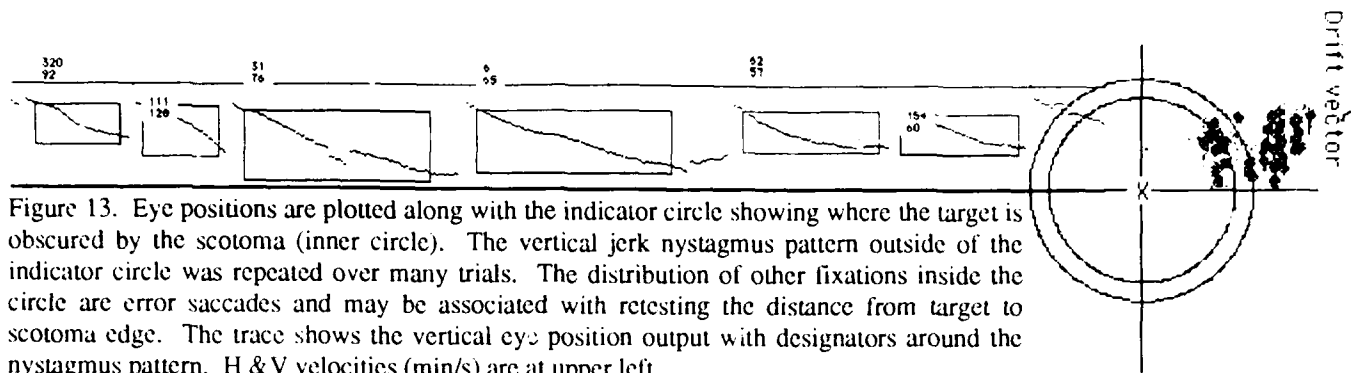 320
92
111
128
31
76
6
65
62
57
154
60
Drift vector
K
Figure 13. Eye positions are plotted along with the indicator circle showing where the target is
obscured by the scotoma (inner circle). The vertical jerk nystagmus pattern outside of the
indicator circle was repeated over many trials. The distribution of other fixations inside the
circle are error saccades and may be associated with retesting the distance from target to
scotoma edge. The trace shows the vertical eye position output with designators around the
nystagmus pattern. H & V velocities (min/s) are at upper left